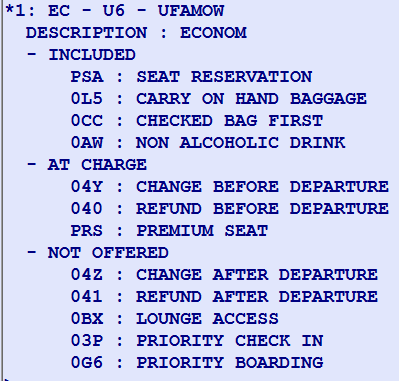 *1: EC - U6 - UFAMOW
DESCRIPTION : ECONOM
- INCLUDED
PSA : SEAT RESERVATION
0L5 : CARRY ON HAND BAGGAGE
0CC : CHECKED BAG FIRST
0AW : NON ALCOHOLIC DRINK
- AT CHARGE
04Y : CHANGE BEFORE DEPARTURE
040 : REFUND BEFORE DEPARTURE
PRS : PREMIUM SEAT
- NOT OFFERED
04Z : CHANGE AFTER DEPARTURE
041 : REFUND AFTER DEPARTURE
0BX : LOUNGE ACCESS
03P : PRIORITY CHECK IN
0G6 : PRIORITY BOARDING